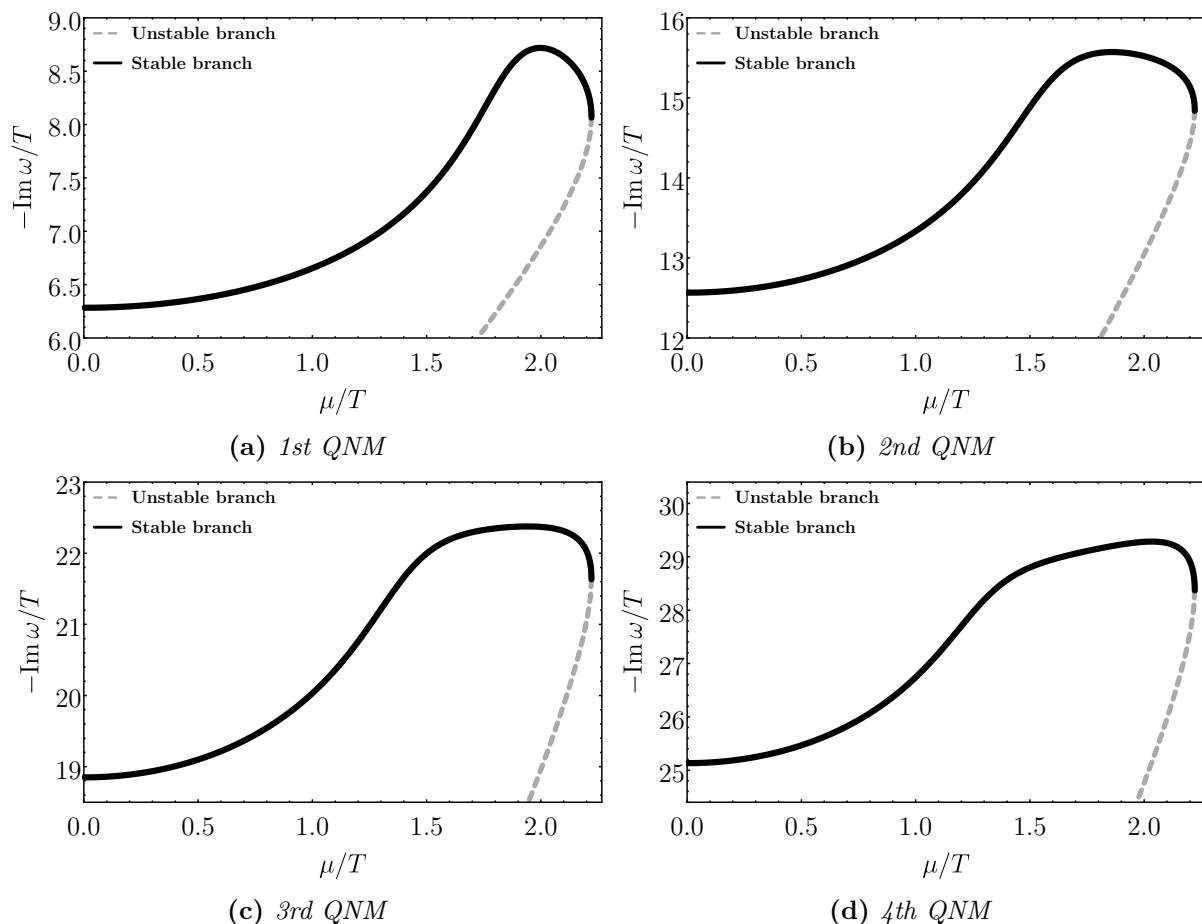 9.0
8.5
8.0
7.5
7.0
6.5
6.0
−Im ω/T
Unstable branch
Stable branch
0.0 0.5 1.0 1.5 2.0
μ/T
(a) 1st QNM
16
15
14
13
12
−Im ω/T
Unstable branch
Stable branch
0.0 0.5 1.0 1.5 2.0
μ/T
(b) 2nd QNM
23
22
21
20
19
−Im ω/T
Unstable branch
Stable branch
0.0 0.5 1.0 1.5 2.0
μ/T
(c) 3rd QNM
30
29
28
27
26
25
−Im ω/T
Unstable branch
Stable branch
0.0 0.5 1.0 1.5 2.0
μ/T
(d) 4th QNM